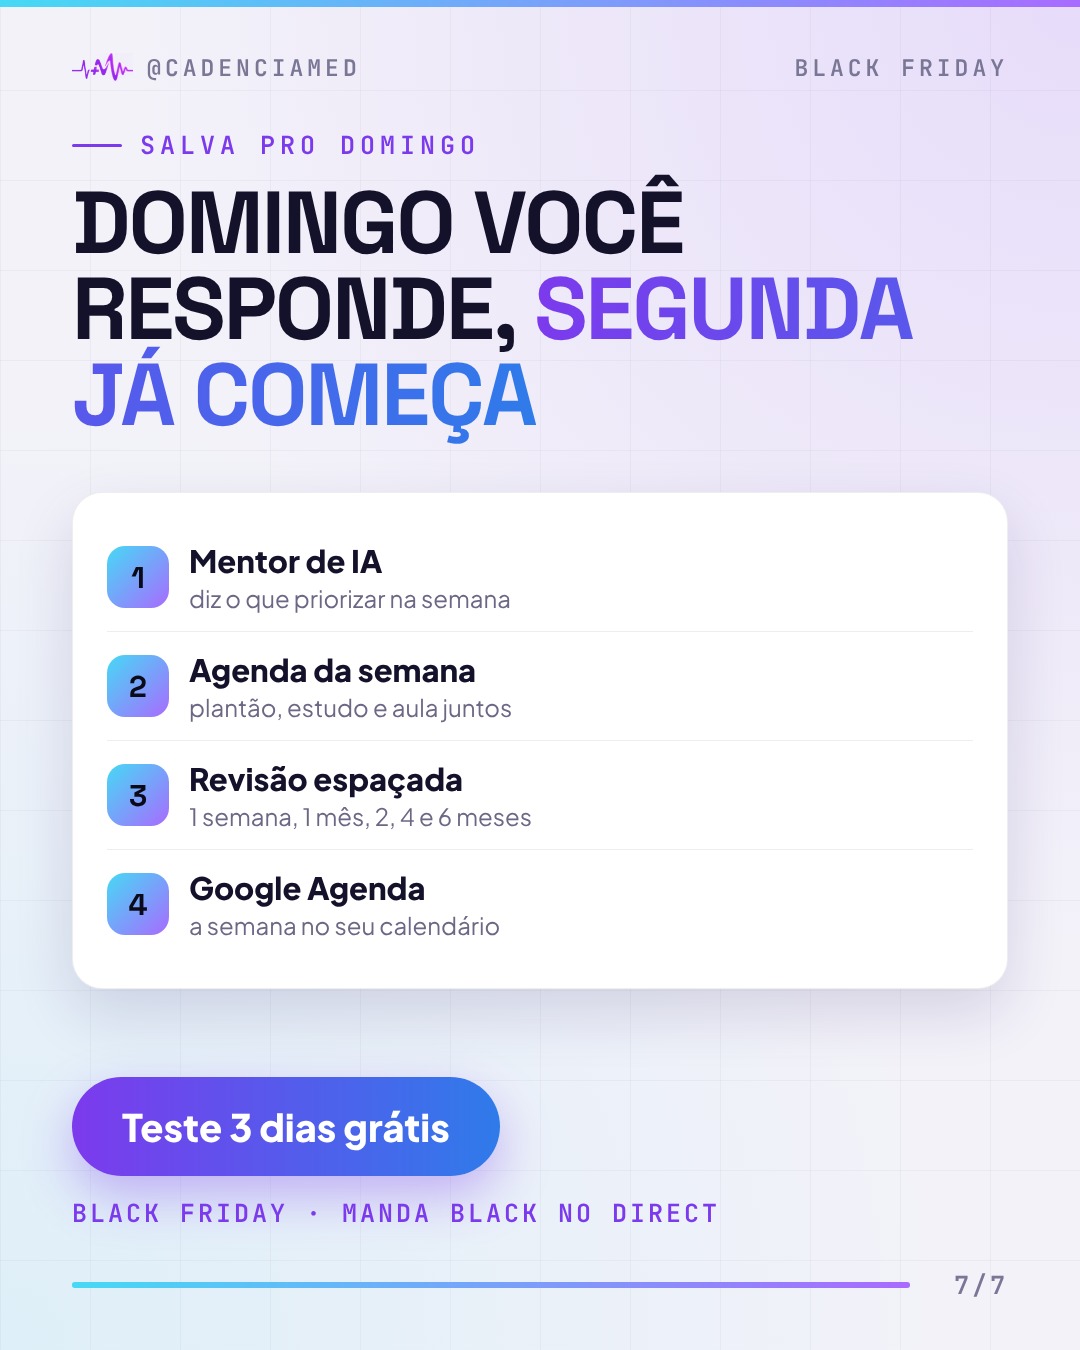 @CADENCIAMED
BLACK FRIDAY
SALVA PRO DOMINGO
DOMINGO VOCÊ
RESPONDE, SEGUNDA
JÁ COMEÇA
1
Mentor de IA
diz o que priorizar na semana
2
Agenda da semana
plantão, estudo e aula juntos
3
Revisão espaçada
1 semana, 1 mês, 2, 4 e 6 meses
4
Google Agenda
a semana no seu calendário
Teste 3 dias grátis
BLACK FRIDAY · MANDA BLACK NO DIRECT
7/7